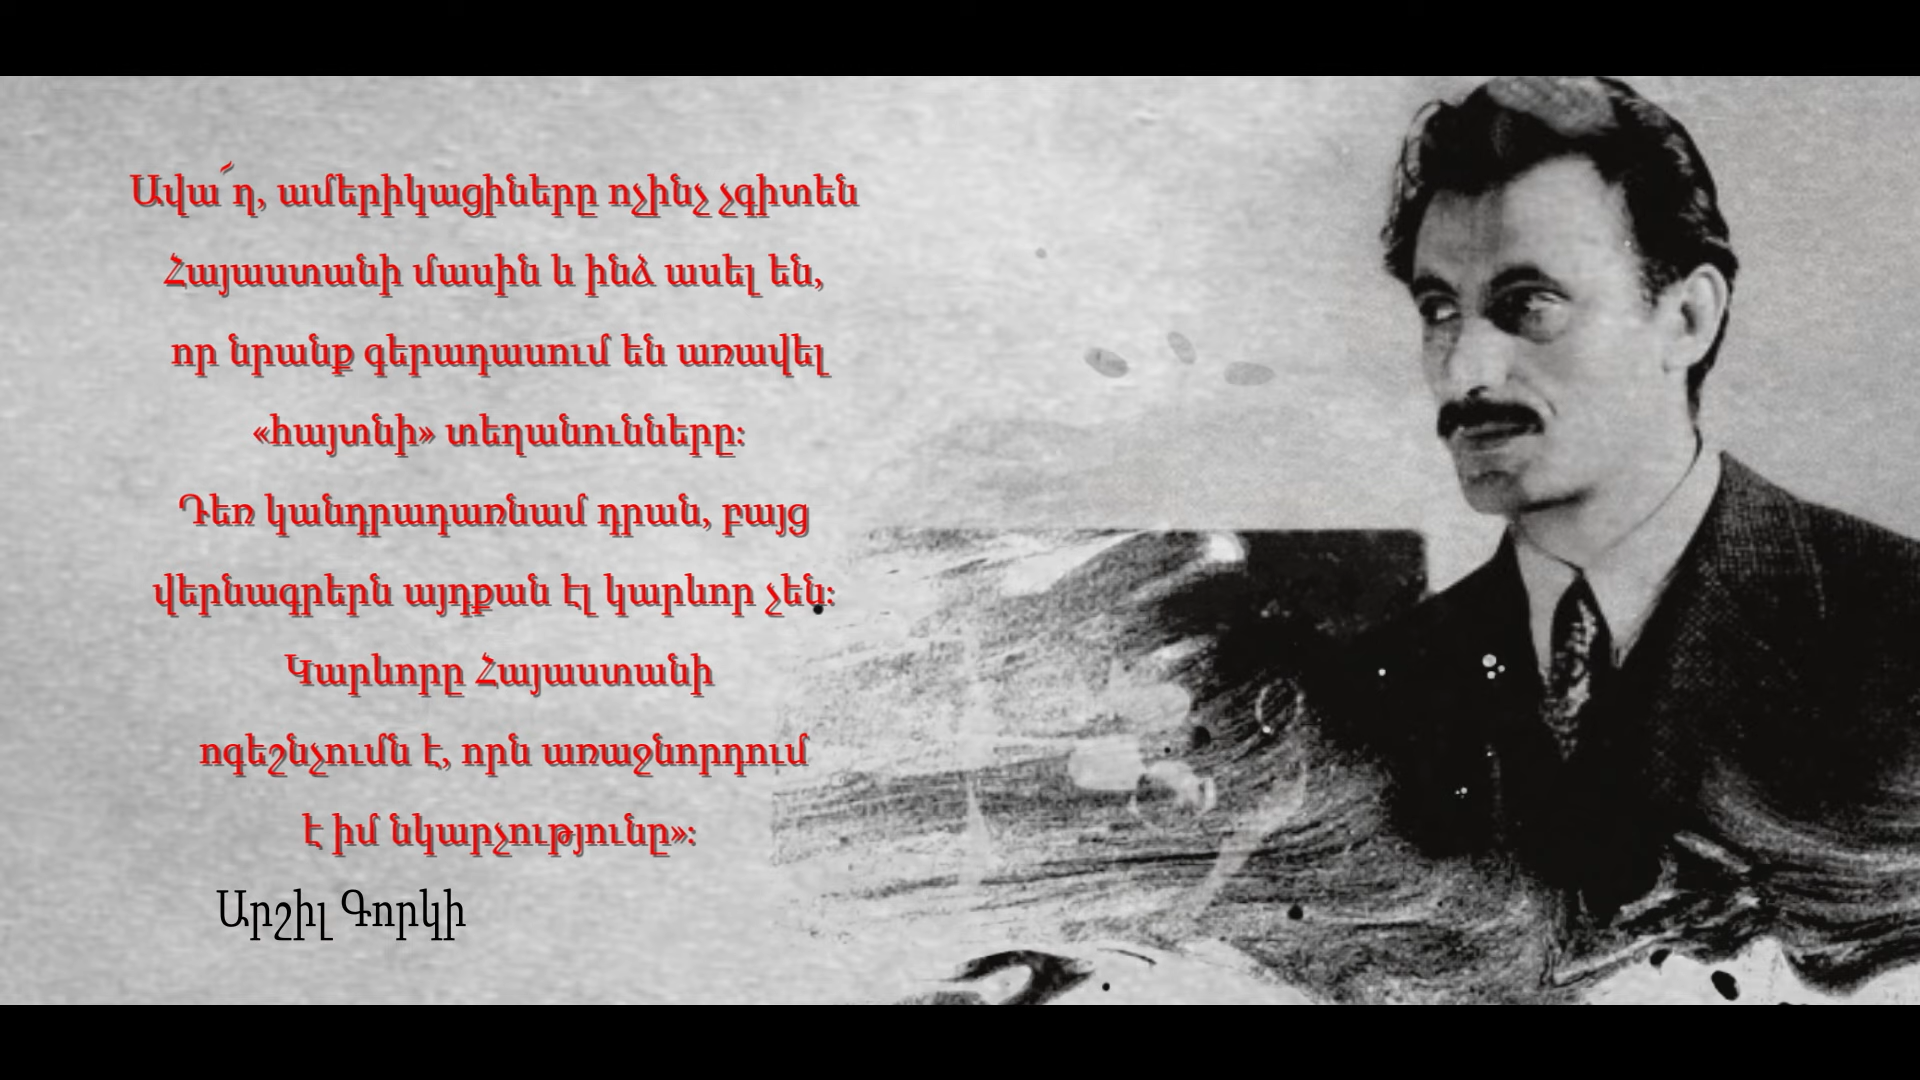 Ավա՜ղ, ամերիկացիները ոչինչ չգիտեն
Հայաստանի մասին և ինձ ասել են,
որ նրանք գերադասում են առավել
«հայտնի» տեղանունները։
Դեռ կանդրադառնամ դրան, բայց
վերնագրերն այդքան էլ կարևոր չեն։
Կարևորը Հայաստանի
ոգեշնչումն է, որն առաջնորդում
է իմ նկարչությունը»։
Արշիլ Գորկի